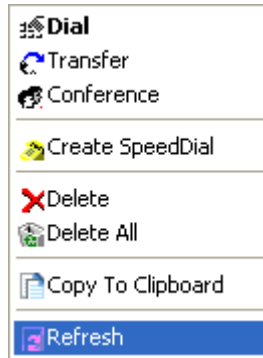 Dial
Transfer
Conference
Create SpeedDial
Delete
Delete All
Copy To Clipboard
Refresh